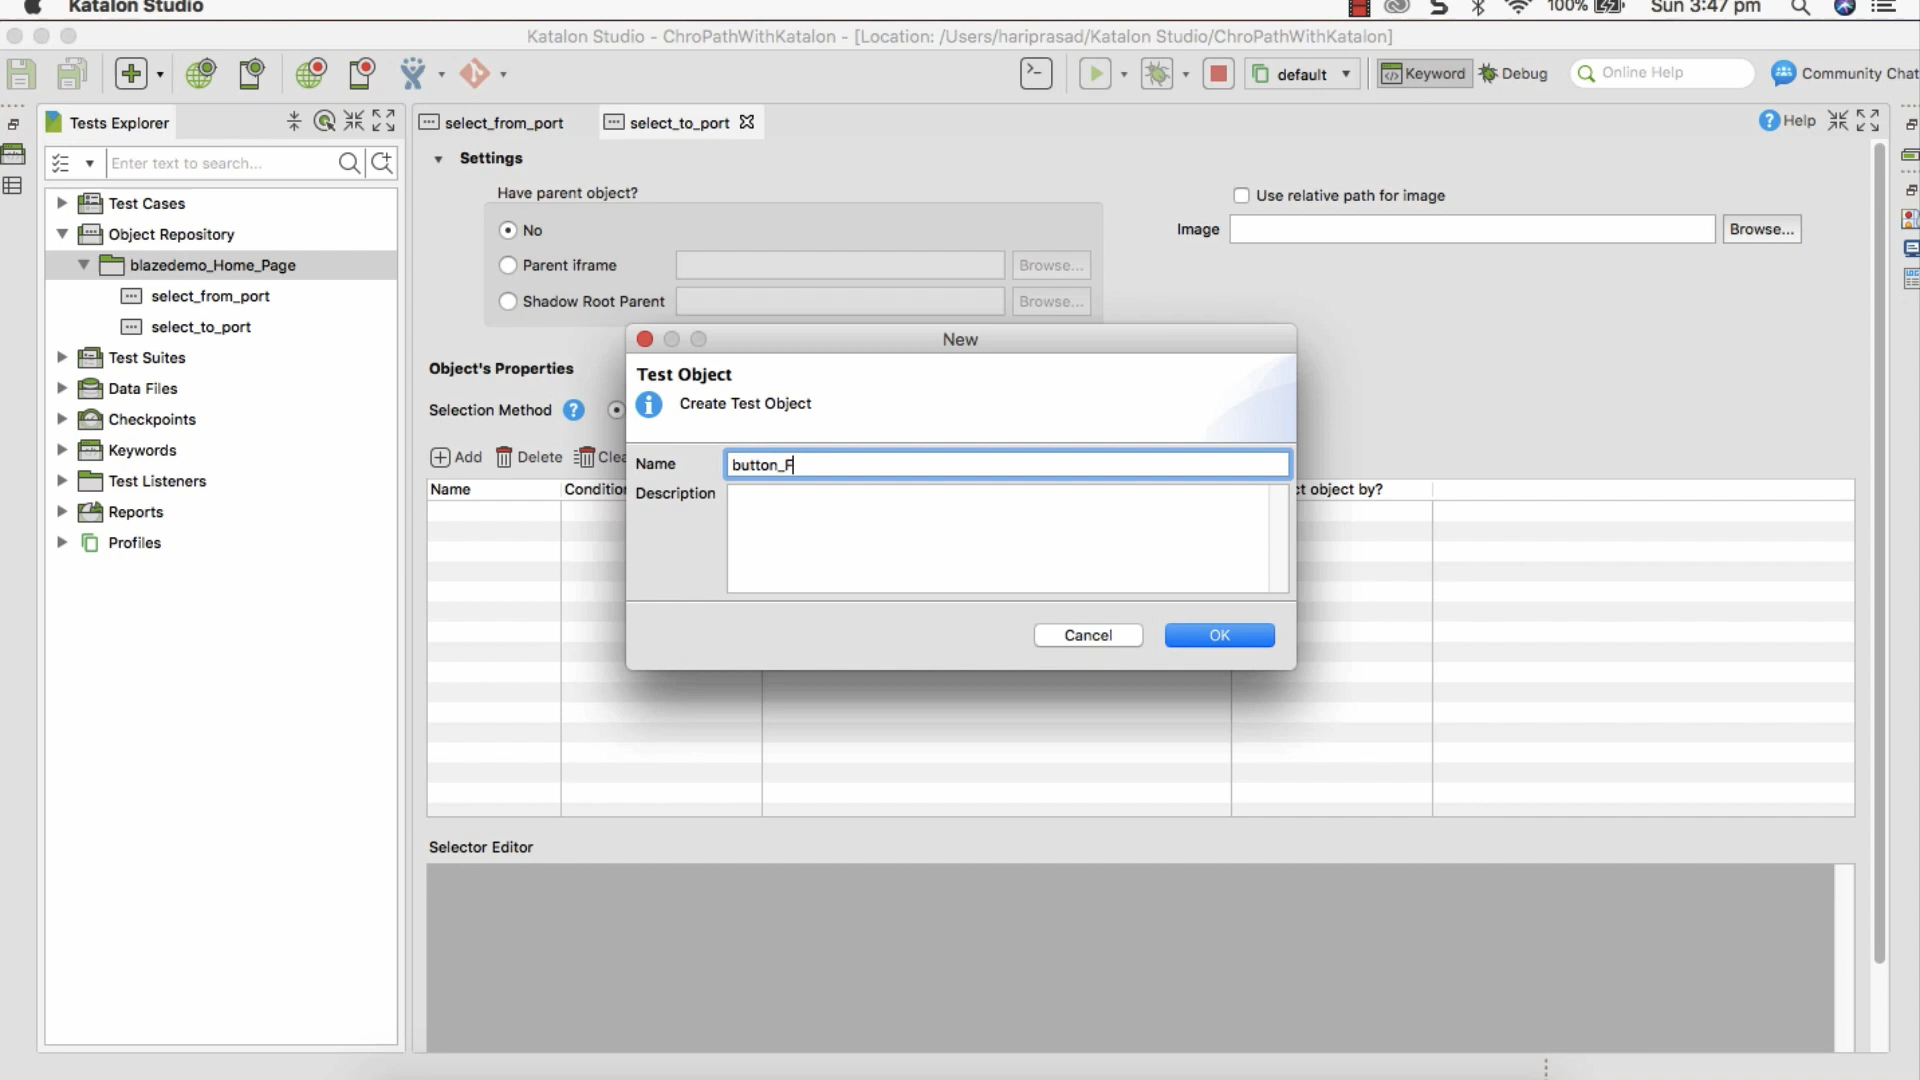 Katalon Studio
100%
Sun 3:47 pm
Katalon Studio - ChroPathWithKatalon - [Location: /Users/hariprasad/Katalon Studio/ChroPathWithKatalon]
default
Keyword
Debug
Online Help
Community Chat
Tests Explorer
select_from_port
select_to_port
Help
Enter text to search...
Settings
Have parent object?
Use relative path for image
No
Image
Browse...
Parent iframe
Browse...
Shadow Root Parent
Browse...
Test Cases
Object Repository
blazedemo_Home_Page
select_from_port
select_to_port
Test Suites
Data Files
Checkpoints
Keywords
Test Listeners
Reports
Profiles
Object's Properties
Selection Method
Add
Delete
Clea
Name
Condition
ct object by?
New
Test Object
Create Test Object
Name
button_F
Description
Cancel
OK
Selector Editor